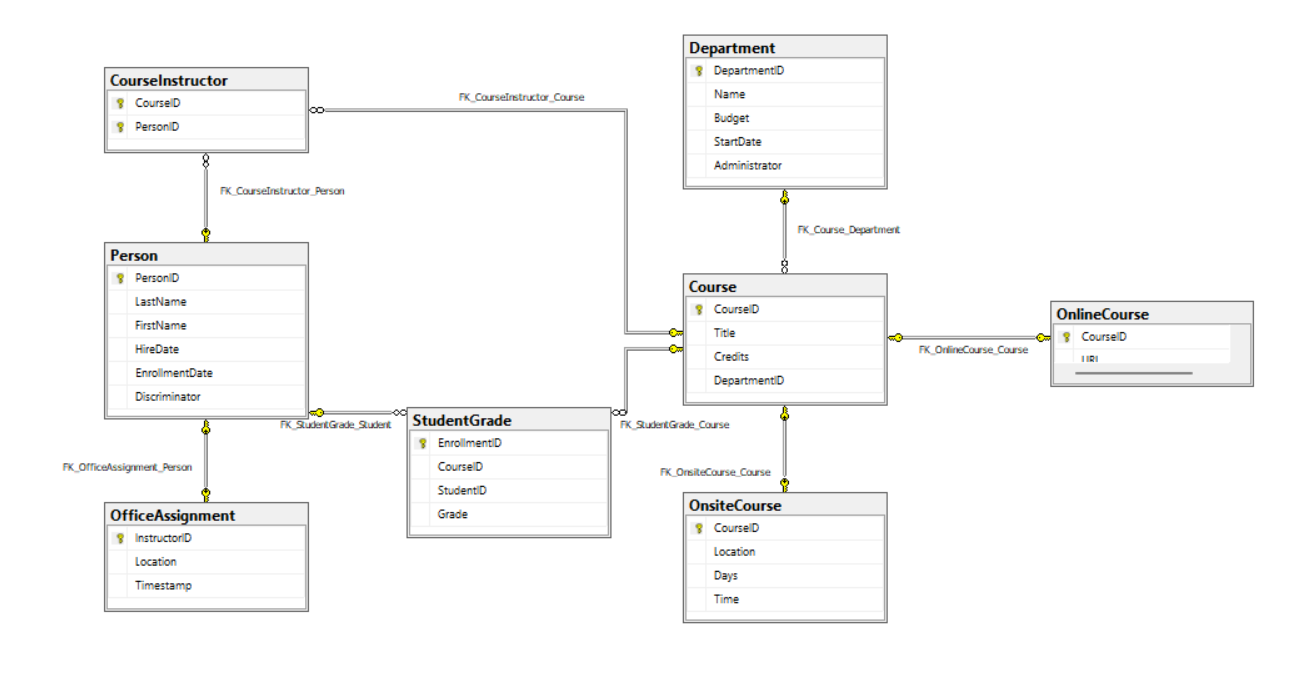 CourseInstructor
CourseID
PersonID
FK_CourseInstructor_Course
FK_CourseInstructor_Person
Department
DepartmentID
Name
Budget
StartDate
Administrator
FK_Course_Department
Person
PersonID
LastName
FirstName
HireDate
EnrollmentDate
Discriminator
Course
CourseID
Title
Credits
DepartmentID
OnlineCourse
CourseID
FK_OnlineCourse_Course
FK_StudentGrade_Student
StudentGrade
EnrollmentID
CourseID
StudentID
Grade
FK_StudentGrade_Course
FK_OfficeAssignment_Person
FK_OnsiteCourse_Course
OfficeAssignment
InstructorID
Location
Timestamp
OnsiteCourse
CourseID
Location
Days
Time